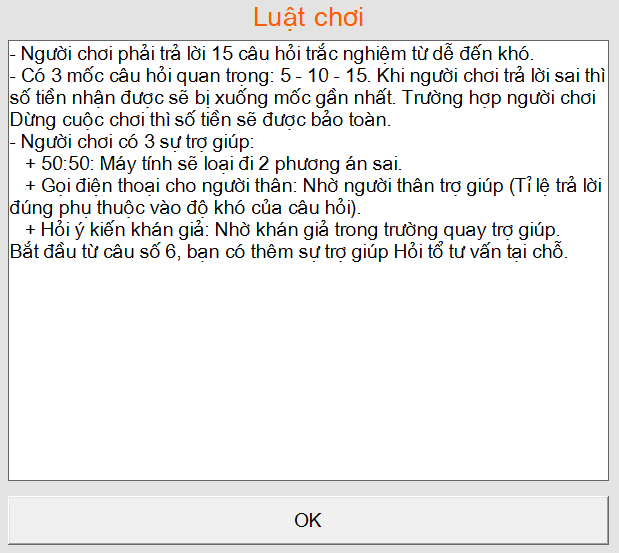 Luật chơi
- Người chơi phải trả lời 15 câu hỏi trắc nghiệm từ dễ đến khó.
- Có 3 mốc câu hỏi quan trọng: 5 - 10 - 15. Khi người chơi trả lời sai thì
số tiền nhận được sẽ bị xuống mốc gần nhất. Trường hợp người chơi
Dừng cuộc chơi thì số tiền sẽ được bảo toàn.
- Người chơi có 3 sự trợ giúp:
+ 50:50: Máy tính sẽ loại đi 2 phương án sai.
+ Gọi điện thoại cho người thân: Nhờ người thân trợ giúp (Tỉ lệ trả lời
đúng phụ thuộc vào độ khó của câu hỏi).
+ Hỏi ý kiến khán giả: Nhờ khán giả trong trường quay trợ giúp.
Bắt đầu từ câu số 6, bạn có thêm sự trợ giúp Hỏi tổ tư vấn tại chỗ.
OK